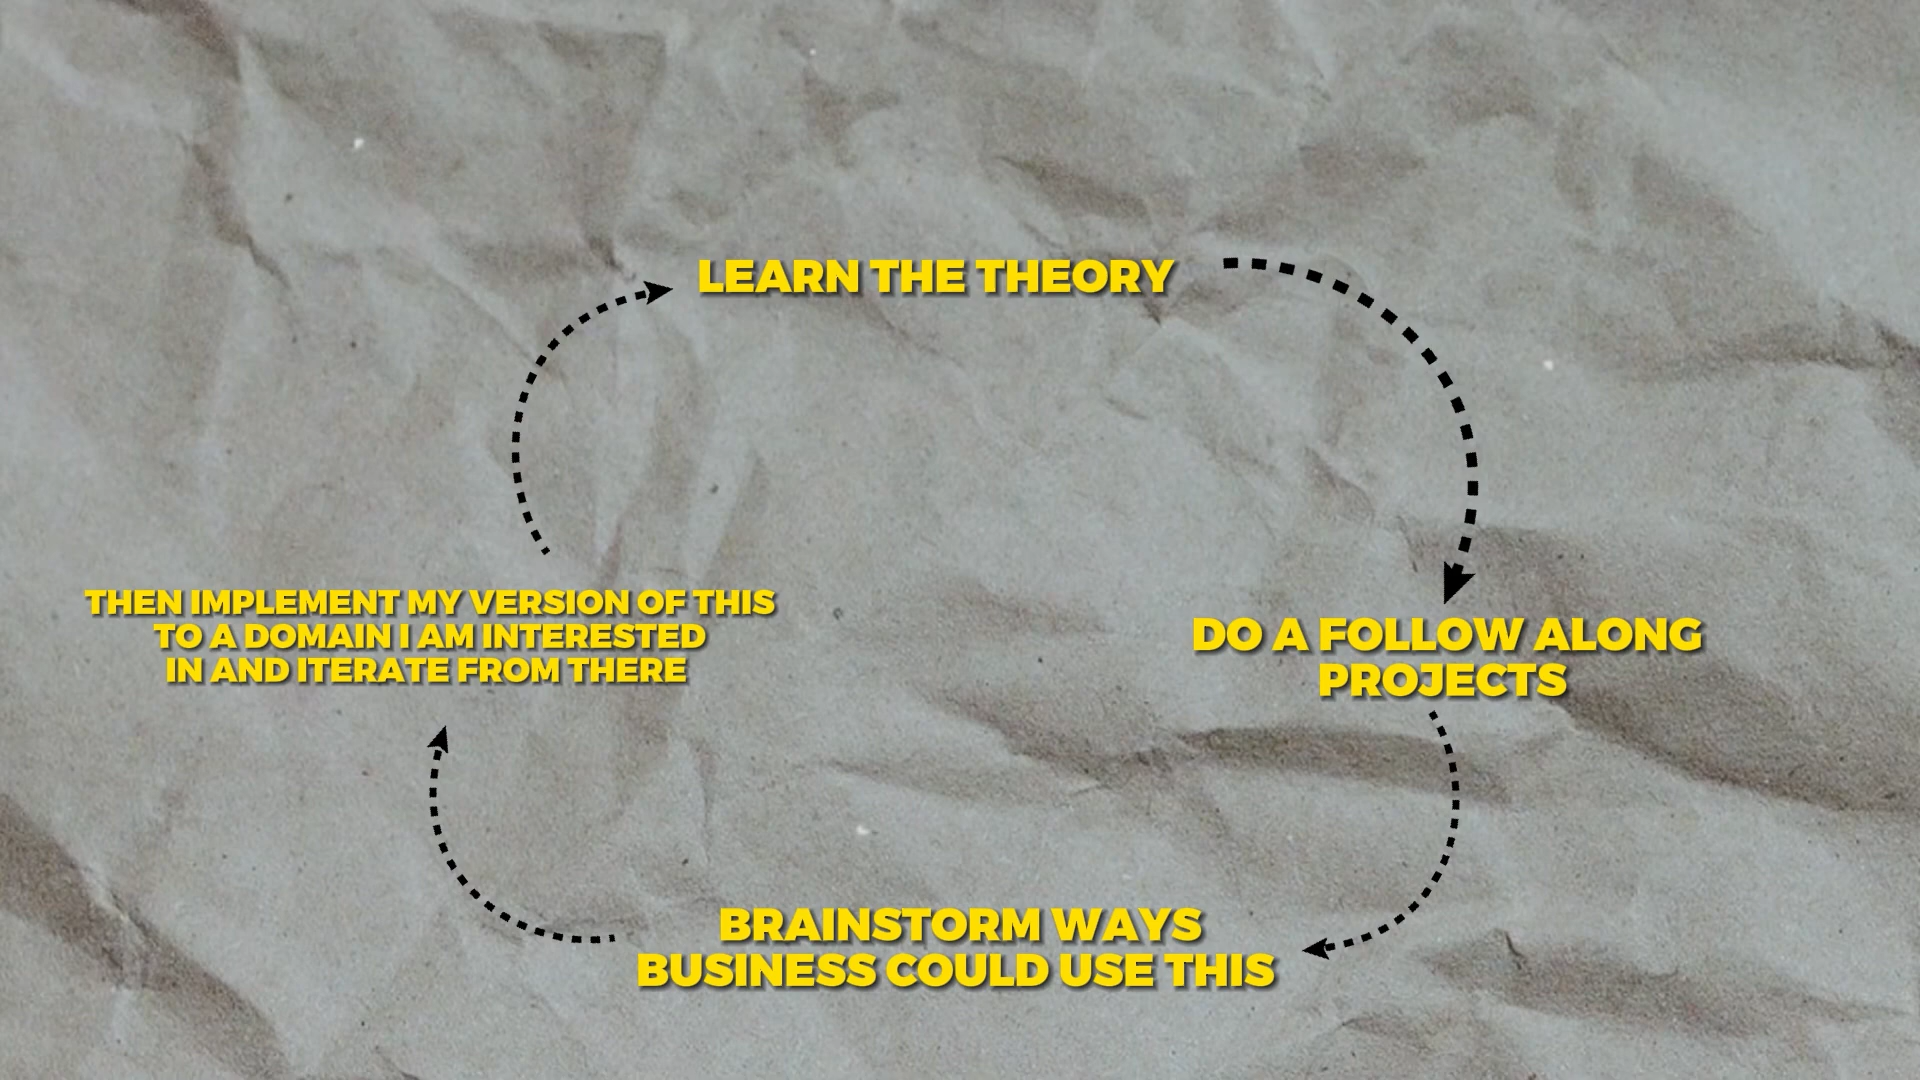 LEARN THE THEORY
DO A FOLLOW ALONG
PROJECTS
BRAINSTORM WAYS
BUSINESS COULD USE THIS
THEN IMPLEMENT MY VERSION OF THIS
TO A DOMAIN I AM INTERESTED
IN AND ITERATE FROM THERE